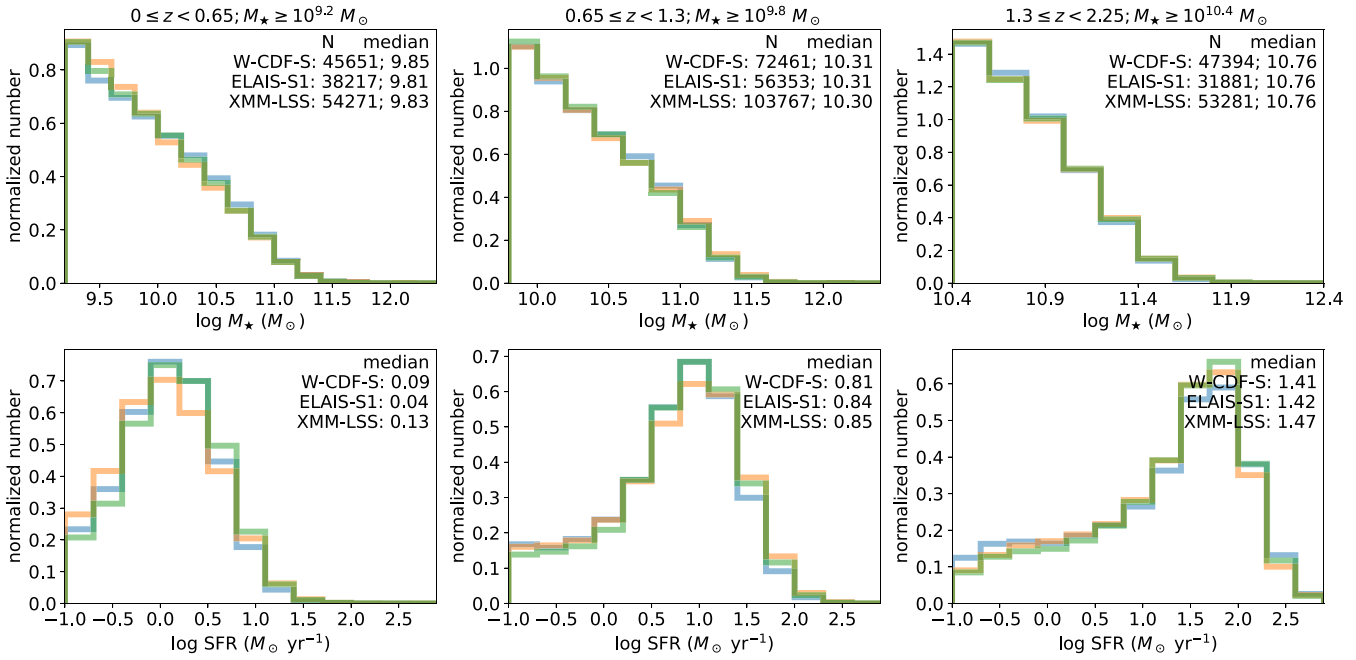 0 ≤ z < 0.65; M★ ≥ 10^9.2 M⊙
0.65 ≤ z < 1.3; M★ ≥ 10^9.8 M⊙
1.3 ≤ z < 2.25; M★ ≥ 10^10.4 M⊙
normalized number
0.8
0.6
0.4
0.2
0.0
N median
W-CDF-S: 45651; 9.85
ELAIS-S1: 38217; 9.81
XMM-LSS: 54271; 9.83
9.5 10.0 10.5 11.0 11.5 12.0
log M★ (M⊙)
normalized number
1.0
0.8
0.6
0.4
0.2
0.0
N median
W-CDF-S: 72461; 10.31
ELAIS-S1: 56353; 10.31
XMM-LSS: 103767; 10.30
10.0 10.5 11.0 11.5 12.0
log M★ (M⊙)
normalized number
1.4
1.2
1.0
0.8
0.6
0.4
0.2
0.0
N median
W-CDF-S: 47394; 10.76
ELAIS-S1: 31881; 10.76
XMM-LSS: 53281; 10.76
10.4 10.9 11.4 11.9 12.4
log M★ (M⊙)
normalized number
0.7
0.6
0.5
0.4
0.3
0.2
0.1
0.0
median
W-CDF-S: 0.09
ELAIS-S1: 0.04
XMM-LSS: 0.13
−1.0 −0.5 0.0 0.5 1.0 1.5 2.0 2.5
log SFR (M⊙ yr−1)
normalized number
0.7
0.6
0.5
0.4
0.3
0.2
0.1
0.0
median
W-CDF-S: 0.81
ELAIS-S1: 0.84
XMM-LSS: 0.85
−1.0 −0.5 0.0 0.5 1.0 1.5 2.0 2.5
log SFR (M⊙ yr−1)
normalized number
0.6
0.5
0.4
0.3
0.2
0.1
0.0
median
W-CDF-S: 1.41
ELAIS-S1: 1.42
XMM-LSS: 1.47
−1.0 −0.5 0.0 0.5 1.0 1.5 2.0 2.5
log SFR (M⊙ yr−1)